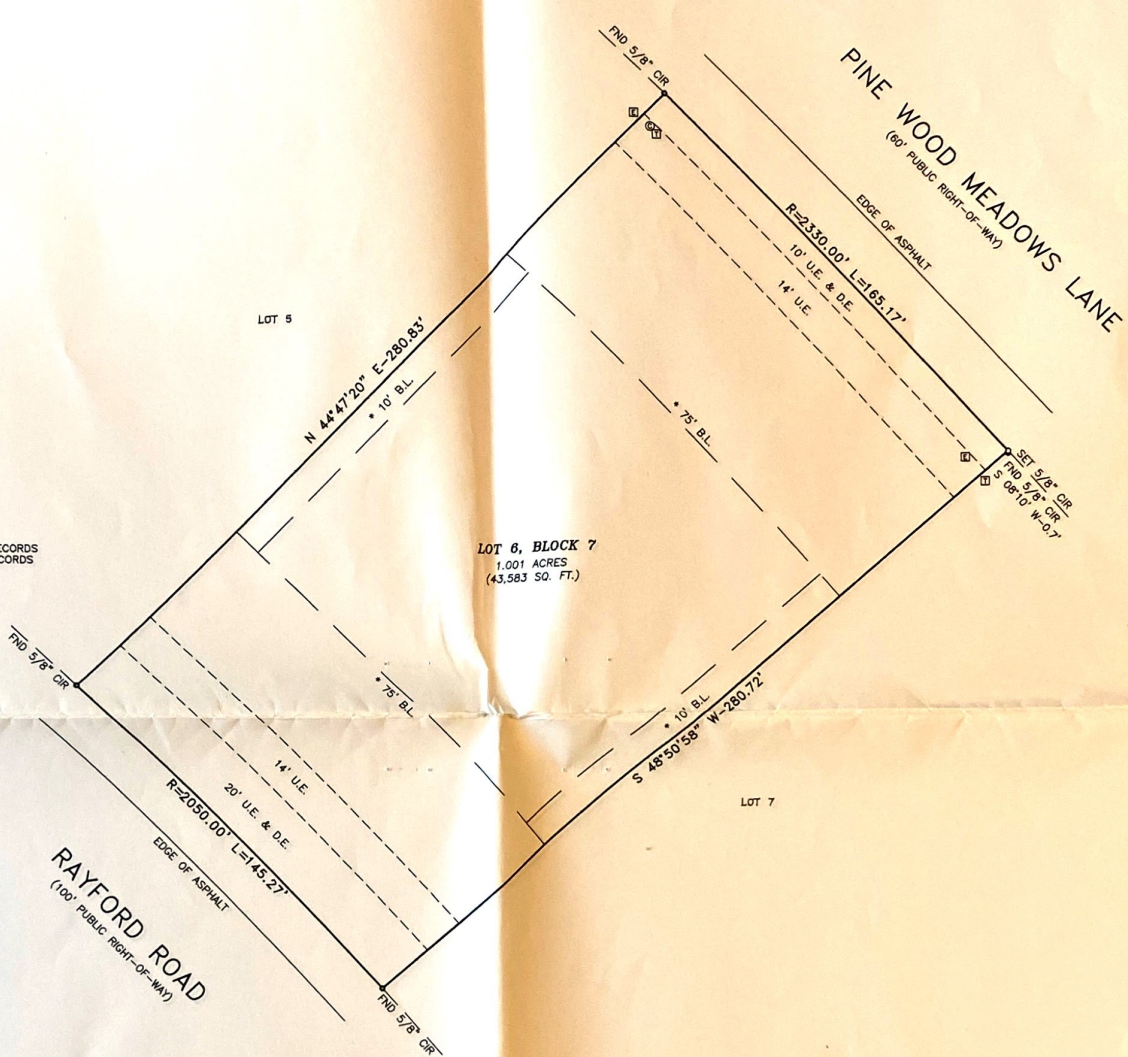 FND 5/8" CIR
PINE WOOD MEADOWS LANE
(60' PUBLIC RIGHT-OF-WAY)
E
C
T
EDGE OF ASPHALT
R=2330.00' L=165.17'
10' U.E. & D.E.
14' U.E.
LOT 5
N 44°47'20" E-280.83'
* 10' B.L.
* 75' B.L.
E
T
SET 5/8" CIR
FND 5/8" CIR
S 08°10' W-0.7'
LOT 6, BLOCK 7
1.001 ACRES
(43,583 SQ. FT.)
ECORDS
CORDS
FND 5/8" CIR
* 75' B.L.
* 10' B.L.
S 48°50'58" W-280.72'
LOT 7
14' U.E.
20' U.E. & D.E.
R=2050.00' L=145.27'
EDGE OF ASPHALT
RAYFORD ROAD
(100' PUBLIC RIGHT-OF-WAY)
FND 5/8" CIR